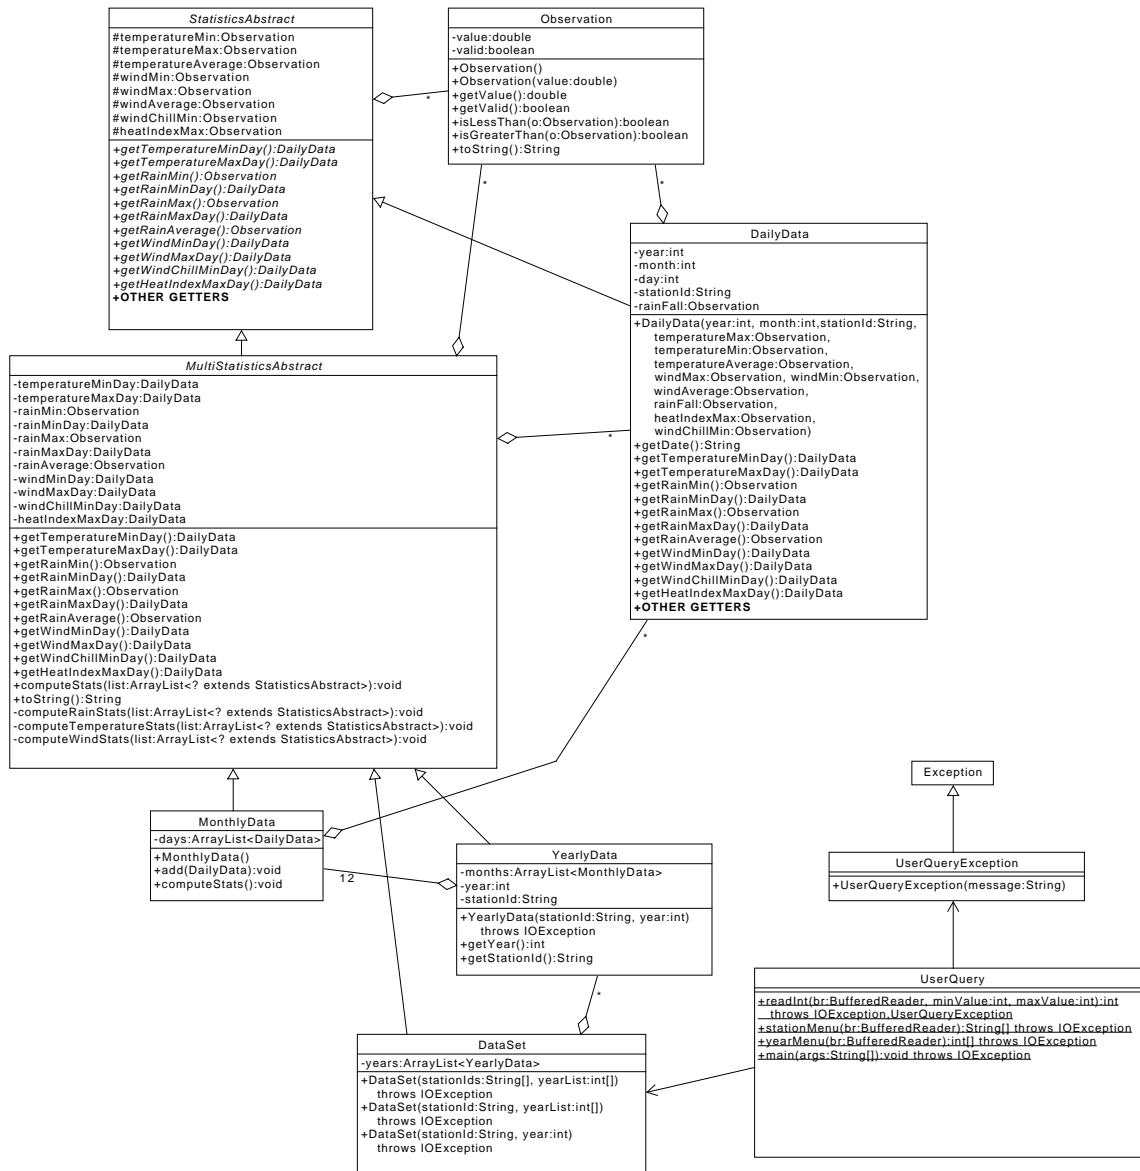 StatisticsAbstract
#temperatureMin:Observation
#temperatureMax:Observation
#temperatureAverage:Observation
#windMin:Observation
#windMax:Observation
#windAverage:Observation
#windChillMin:Observation
#heatIndexMax:Observation
+getTemperatureMinDay():DailyData
+getTemperatureMaxDay():DailyData
+getRainMin():Observation
+getRainMinDay():DailyData
+getRainMax():Observation
+getRainMaxDay():DailyData
+getRainAverage():Observation
+getWindMinDay():DailyData
+getWindMaxDay():DailyData
+getWindChillMinDay():DailyData
+getHeatIndexMaxDay():DailyData
+OTHER GETTERS
Observation
-value:double
-valid:boolean
+Observation()
+Observation(value:double)
+getValue():double
+getValid():boolean
+isLessThan(o:Observation):boolean
+isGreaterThan(o:Observation):boolean
+toString():String
*
*
*
DailyData
-year:int
-month:int
-day:int
-stationId:String
-rainFall:Observation
+DailyData(year:int, month:int,stationId:String,
temperatureMax:Observation,
temperatureMin:Observation,
temperatureAverage:Observation,
windMax:Observation, windMin:Observation,
windAverage:Observation,
rainFall:Observation,
heatIndexMax:Observation,
windChillMin:Observation)
+getDate():String
+getTemperatureMinDay():DailyData
+getTemperatureMaxDay():DailyData
+getRainMin():Observation
+getRainMinDay():DailyData
+getRainMax():Observation
+getRainMaxDay():DailyData
+getRainAverage():Observation
+getWindMinDay():DailyData
+getWindMaxDay():DailyData
+getWindChillMinDay():DailyData
+getHeatIndexMaxDay():DailyData
+OTHER GETTERS
*
*
MultiStatisticsAbstract
-temperatureMinDay:DailyData
-temperatureMaxDay:DailyData
-rainMin:Observation
-rainMinDay:DailyData
-rainMax:Observation
-rainMaxDay:DailyData
-rainAverage:Observation
-windMinDay:DailyData
-windMaxDay:DailyData
-windChillMinDay:DailyData
-heatIndexMaxDay:DailyData
+getTemperatureMinDay():DailyData
+getTemperatureMaxDay():DailyData
+getRainMin():Observation
+getRainMinDay():DailyData
+getRainMax():Observation
+getRainMaxDay():DailyData
+getRainAverage():Observation
+getWindMinDay():DailyData
+getWindMaxDay():DailyData
+getWindChillMinDay():DailyData
+getHeatIndexMaxDay():DailyData
+computeStats(list:ArrayList<? extends StatisticsAbstract>):void
+toString():String
-computeRainStats(list:ArrayList<? extends StatisticsAbstract>):void
-computeTemperatureStats(list:ArrayList<? extends StatisticsAbstract>):void
-computeWindStats(list:ArrayList<? extends StatisticsAbstract>):void
MonthlyData
-days:ArrayList<DailyData>
+MonthlyData()
+add(DailyData):void
+computeStats():void
12
YearlyData
-months:ArrayList<MonthlyData>
-year:int
-stationId:String
+YearlyData(stationId:String, year:int)
throws IOException
+getYear():int
+getStationId():String
*
DataSet
-years:ArrayList<YearlyData>
+DataSet(stationIds:String[], yearList:int[])
throws IOException
+DataSet(stationId:String, yearList:int[])
throws IOException
+DataSet(stationId:String, year:int)
throws IOException
Exception
UserQueryException
+UserQueryException(message:String)
UserQuery
+readInt(br:BufferedReader, minValue:int, maxValue:int):int
throws IOException,UserQueryException
+stationMenu(br:BufferedReader):String[] throws IOException
+yearMenu(br:BufferedReader):int[] throws IOException
+main(args:String[]):void throws IOException